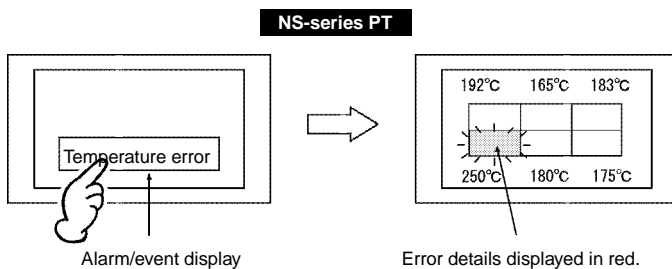 NS-series PT
Temperature error
Alarm/event display
192°C 165°C 183°C
250°C 180°C 175°C
Error details displayed in red.